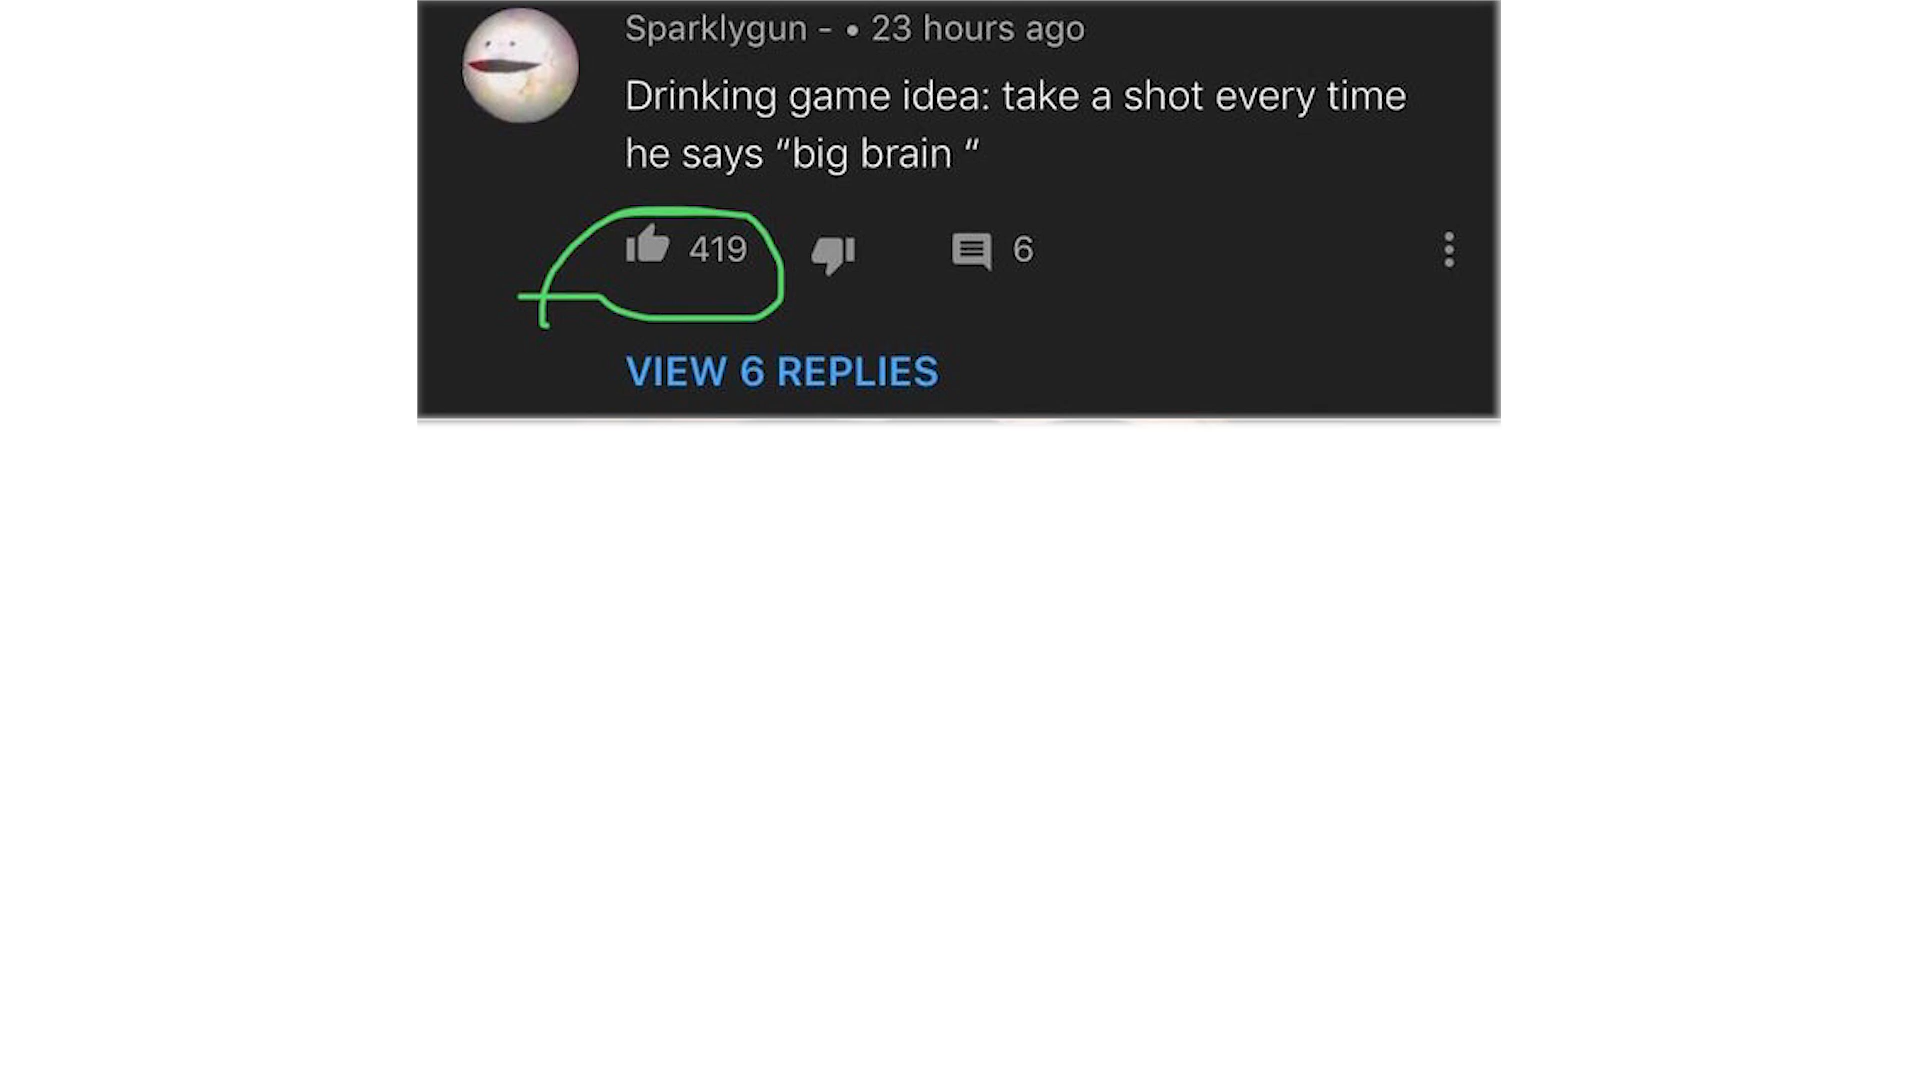 Sparklygun - • 23 hours ago
Drinking game idea: take a shot every time
he says “big brain “
419 6
VIEW 6 REPLIES